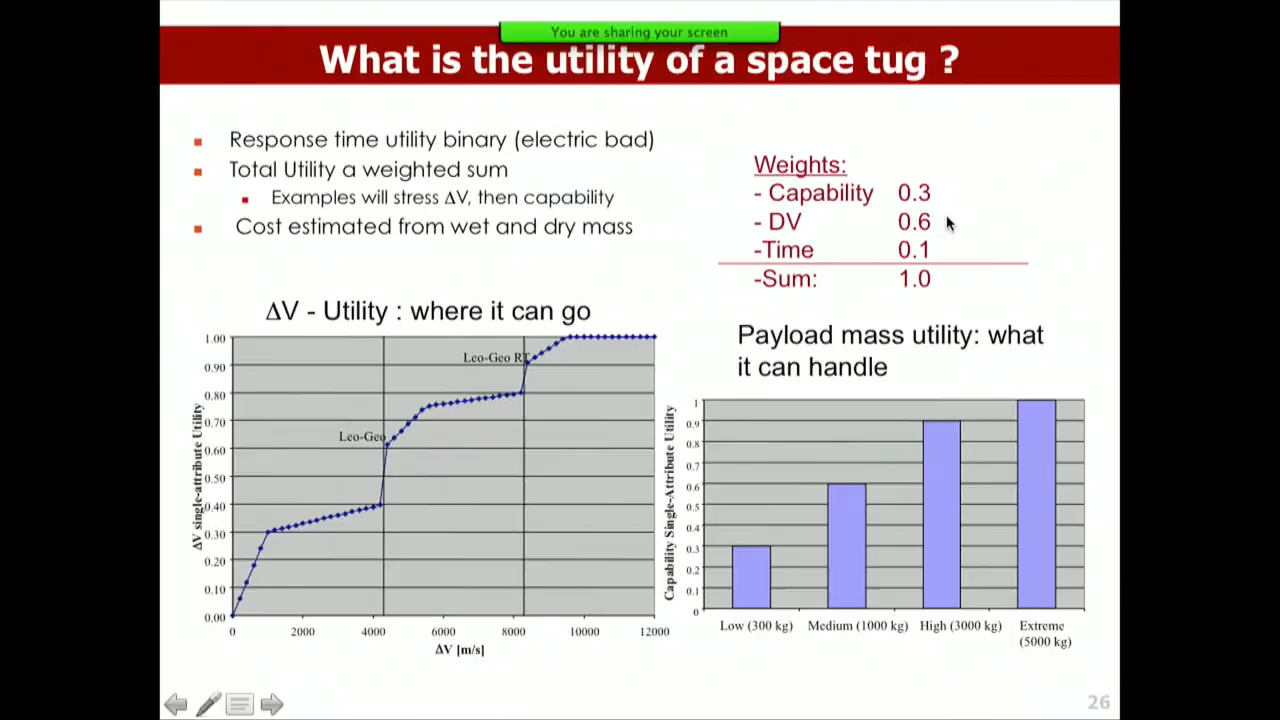 You are sharing your screen
What is the utility of a space tug ?
Response time utility binary (electric bad)
Total Utility a weighted sum
Examples will stress ΔV, then capability
Cost estimated from wet and dry mass
Weights:
- Capability 0.3
- DV 0.6
-Time 0.1
-Sum: 1.0
ΔV - Utility : where it can go
1.00
0.90
0.80
0.70
0.60
0.50
0.40
0.30
0.20
0.10
0.00
ΔV single-attribute Utility
Leo-Geo RT
Leo-Geo
0 2000 4000 6000 8000 10000 12000
ΔV [m/s]
Payload mass utility: what
it can handle
1
0.9
0.8
0.7
0.6
0.5
0.4
0.3
0.2
0.1
0
Capability Single-Attribute Utility
Low (300 kg) Medium (1000 kg) High (3000 kg) Extreme
(5000 kg)
26